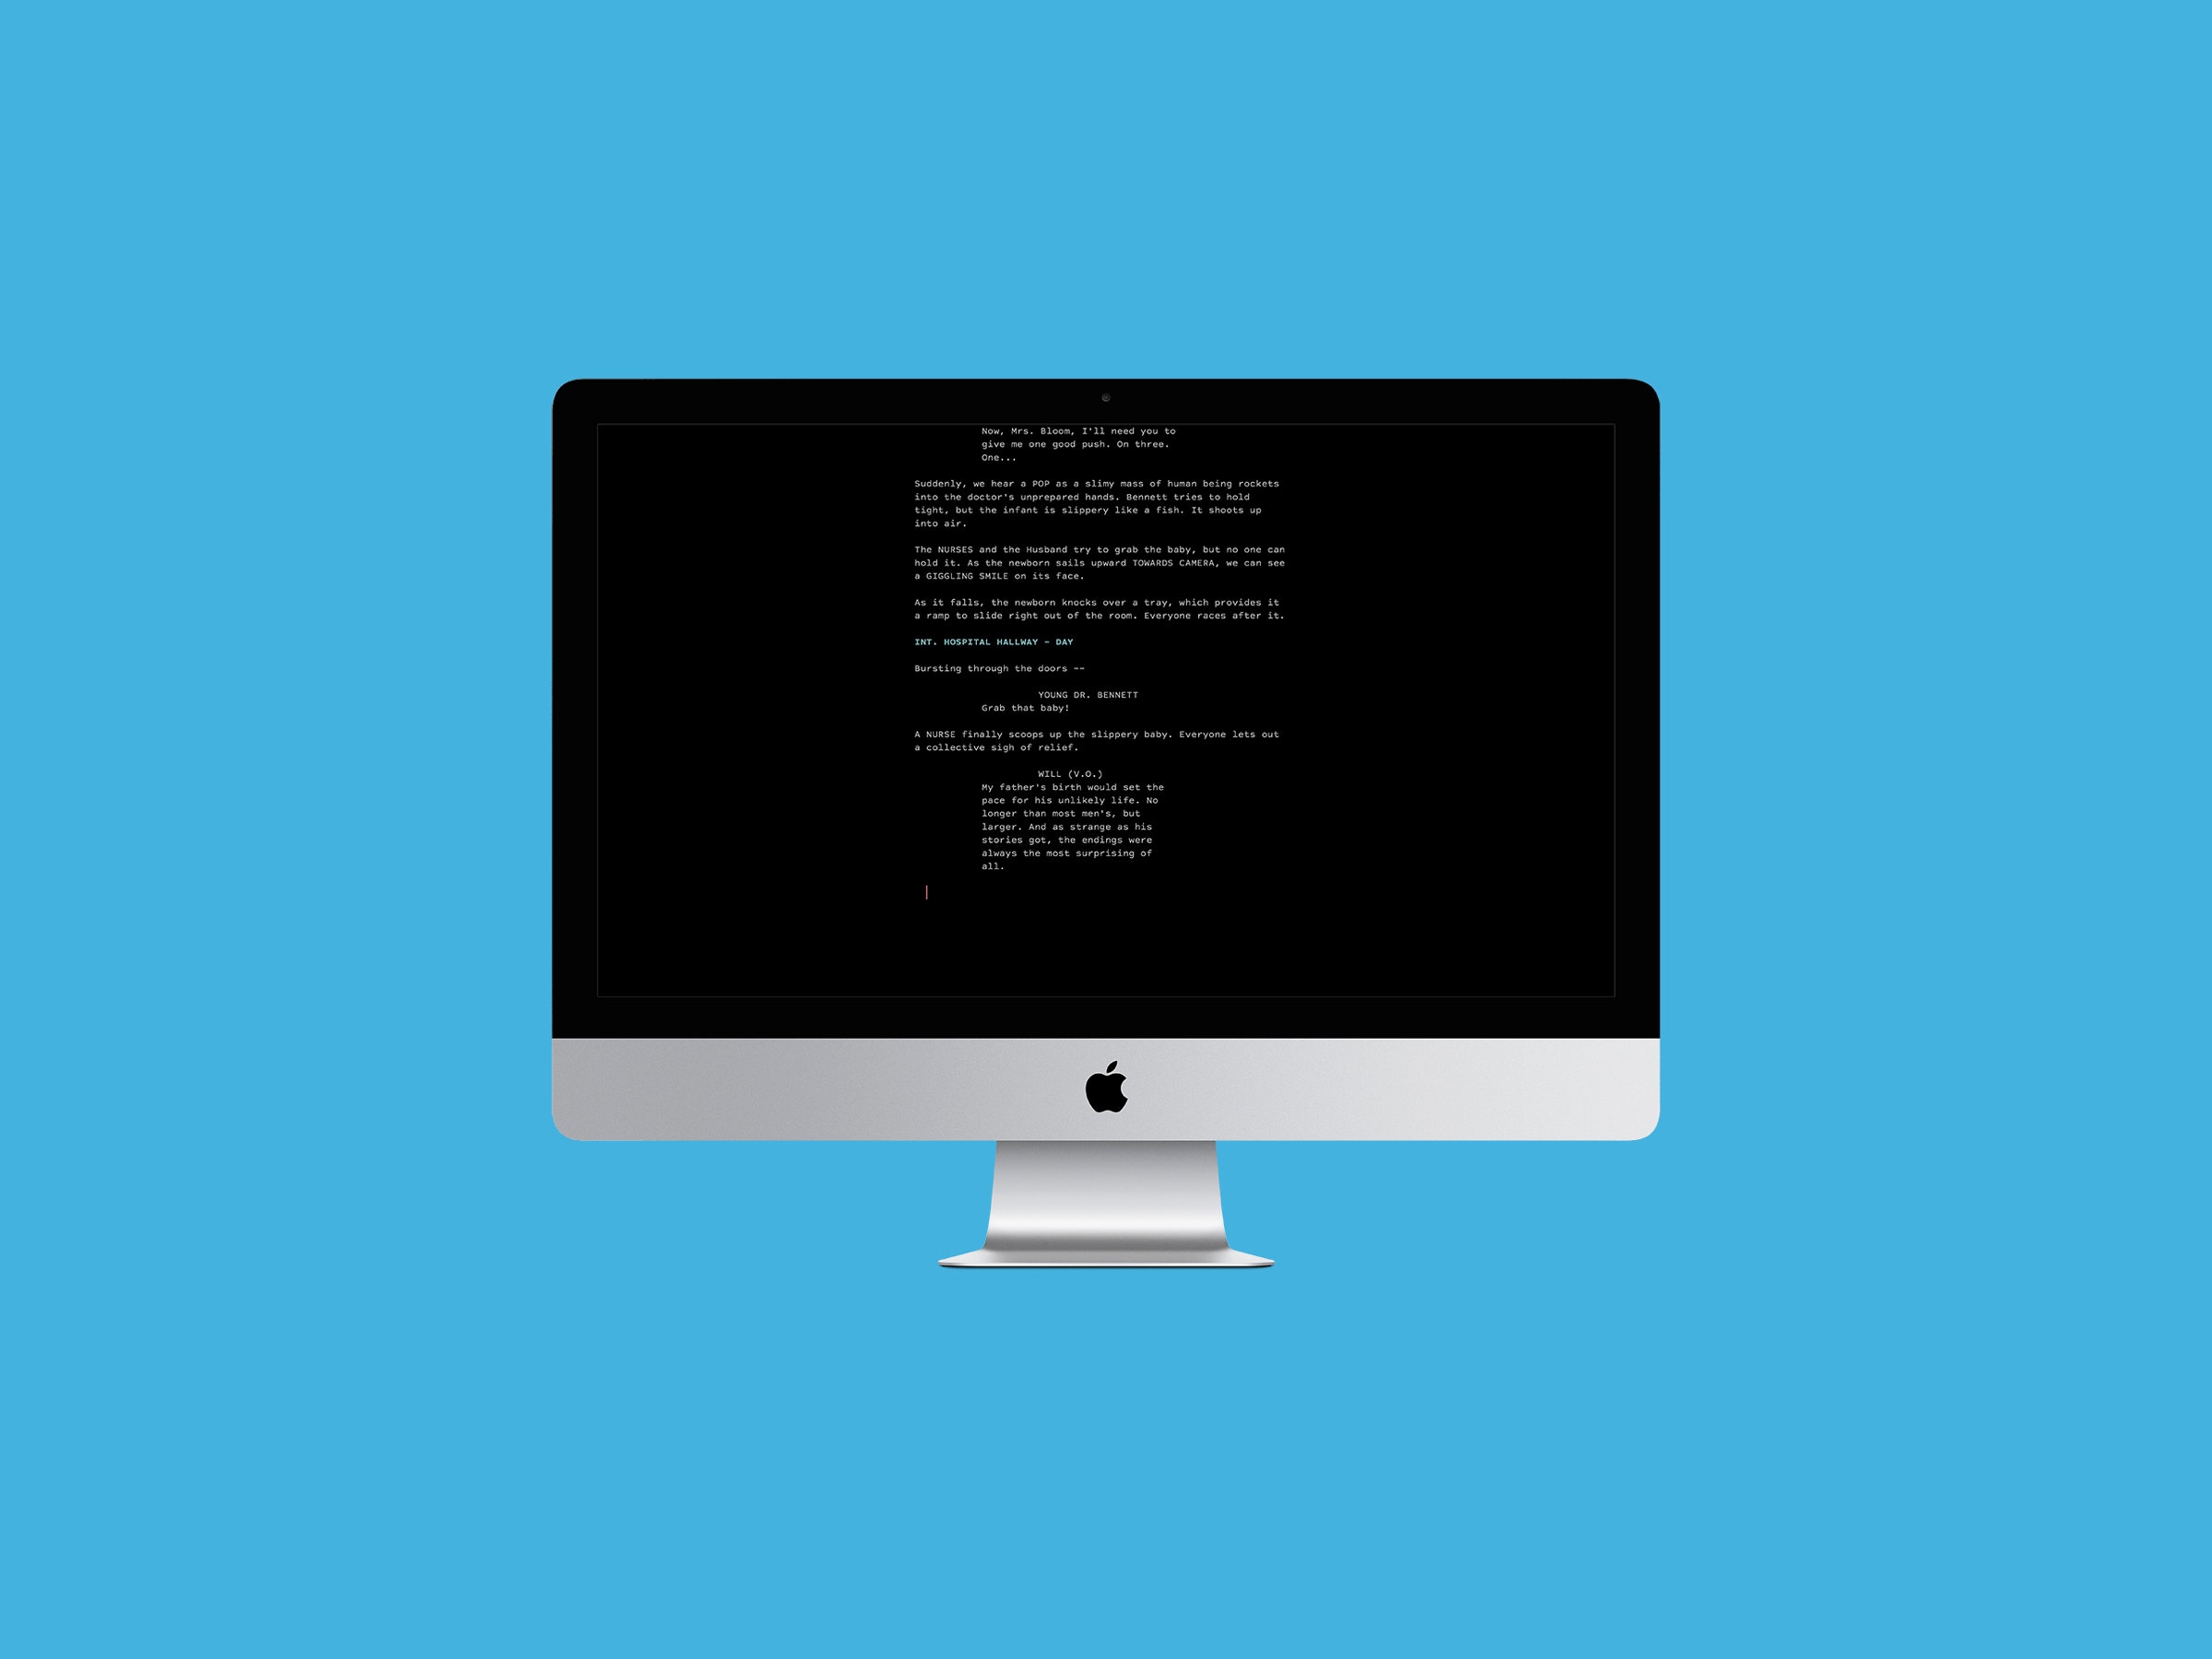 Now, Mrs. Bloom, I'll need you to
give me one good push. On three.
One...
Suddenly, we hear a POP as a slimy mass of human being rockets
into the doctor's unprepared hands. Bennett tries to hold
tight, but the infant is slippery like a fish. It shoots up
into air.
The NURSES and the Husband try to grab the baby, but no one can
hold it. As the newborn sails upward TOWARDS CAMERA, we can see
a GIGGLING SMILE on its face.
As it falls, the newborn knocks over a tray, which provides it
a ramp to slide right out of the room. Everyone races after it.
INT. HOSPITAL HALLWAY - DAY
Bursting through the doors --
YOUNG DR. BENNETT
Grab that baby!
A NURSE finally scoops up the slippery baby. Everyone lets out
a collective sigh of relief.
WILL (V.O.)
My father's birth would set the
pace for his unlikely life. No
longer than most men's, but
larger. And as strange as his
stories got, the endings were
always the most surprising of
all.